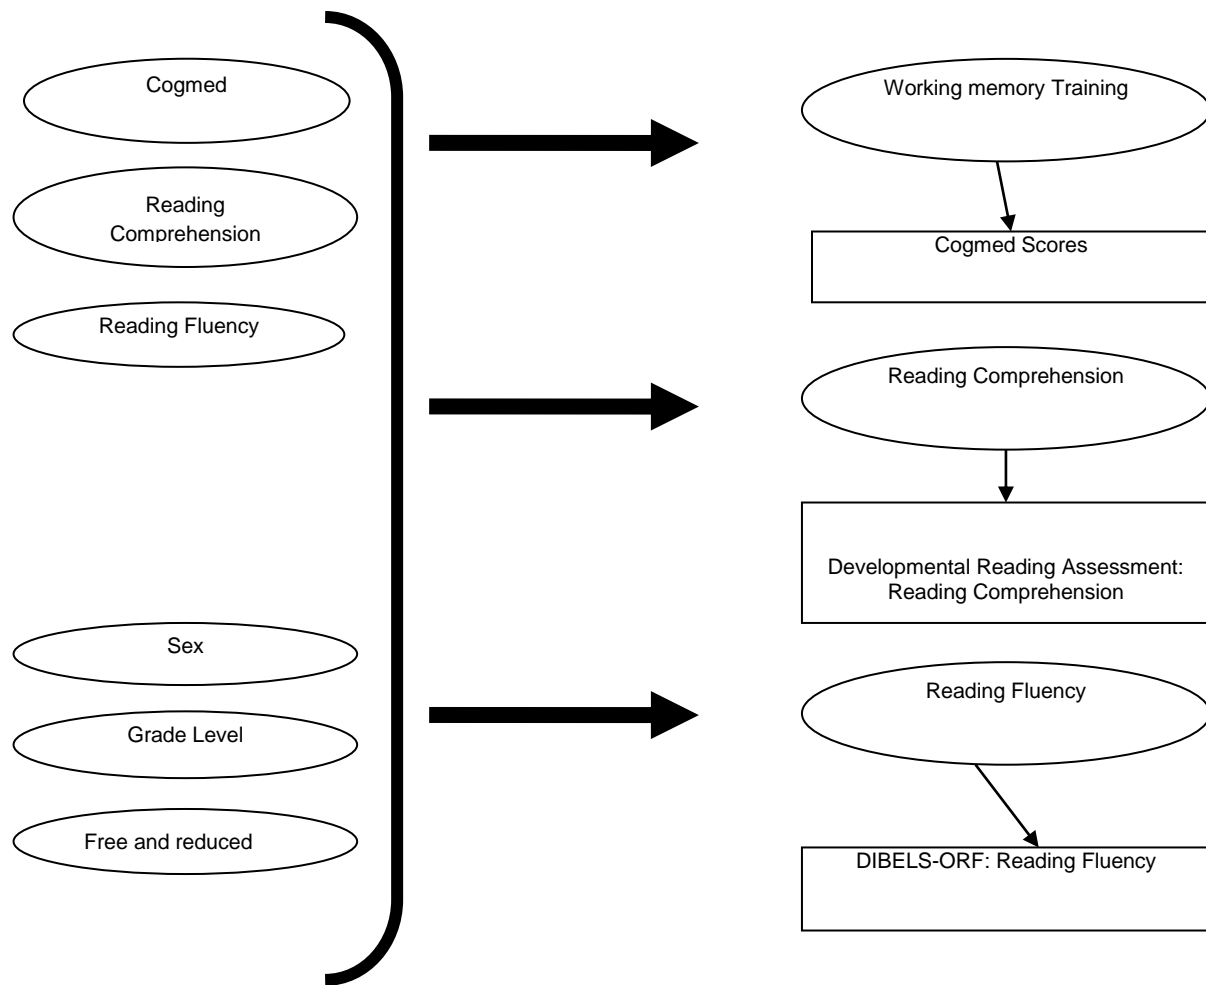 Cogmed
Reading
Comprehension
Reading Fluency
Sex
Grade Level
Free and reduced
Working memory Training
Cogmed Scores
Reading Comprehension
Developmental Reading Assessment:
Reading Comprehension
Reading Fluency
DIBELS-ORF: Reading Fluency